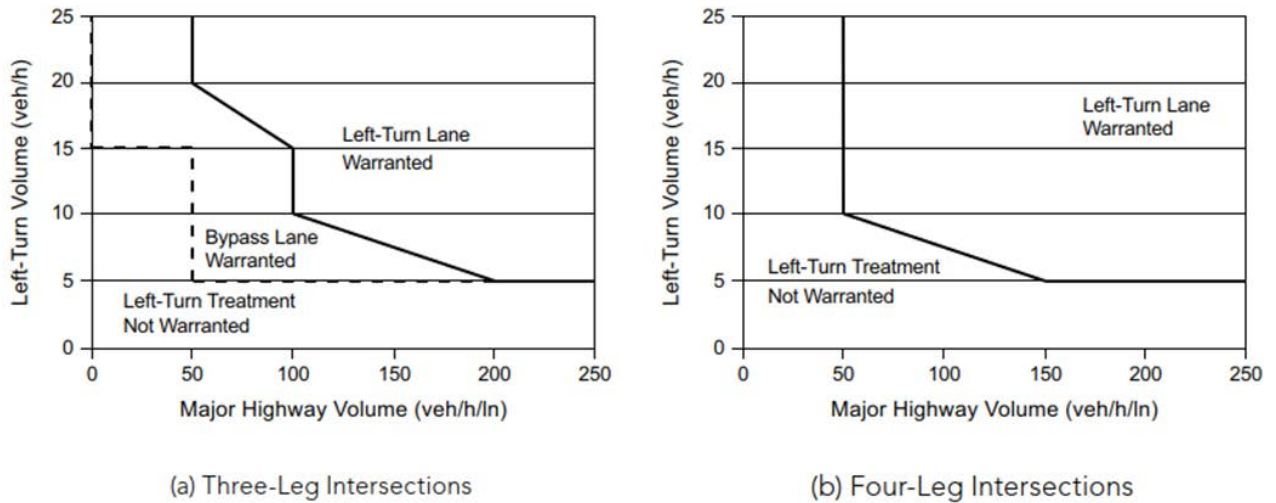 25
20
15
10
5
0
Left-Turn Volume (veh/h)
Left-Turn Lane
Warranted
Bypass Lane
Warranted
Left-Turn Treatment
Not Warranted
0 50 100 150 200 250
Major Highway Volume (veh/h/ln)
(a) Three-Leg Intersections
25
20
15
10
5
0
Left-Turn Volume (veh/h)
Left-Turn Lane
Warranted
Left-Turn Treatment
Not Warranted
0 50 100 150 200 250
Major Highway Volume (veh/h/ln)
(b) Four-Leg Intersections